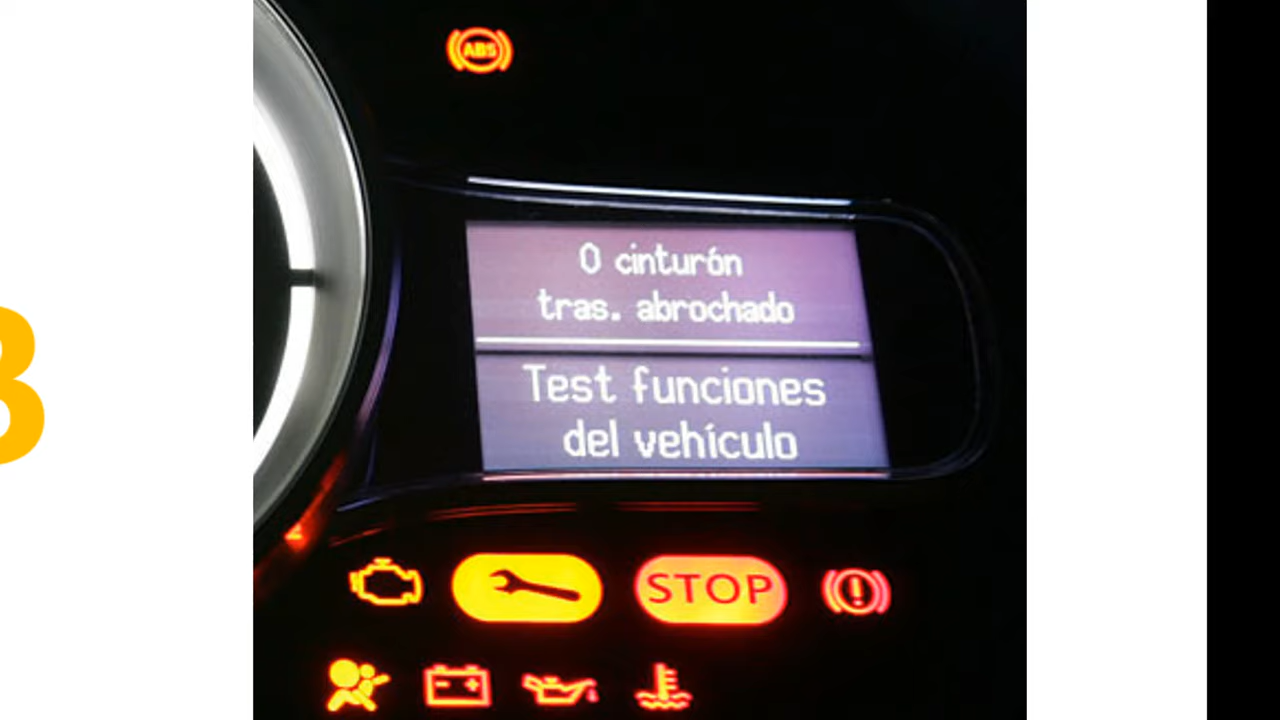 ABS
0 cinturón
tras. abrochado
Test funciones
del vehículo
STOP